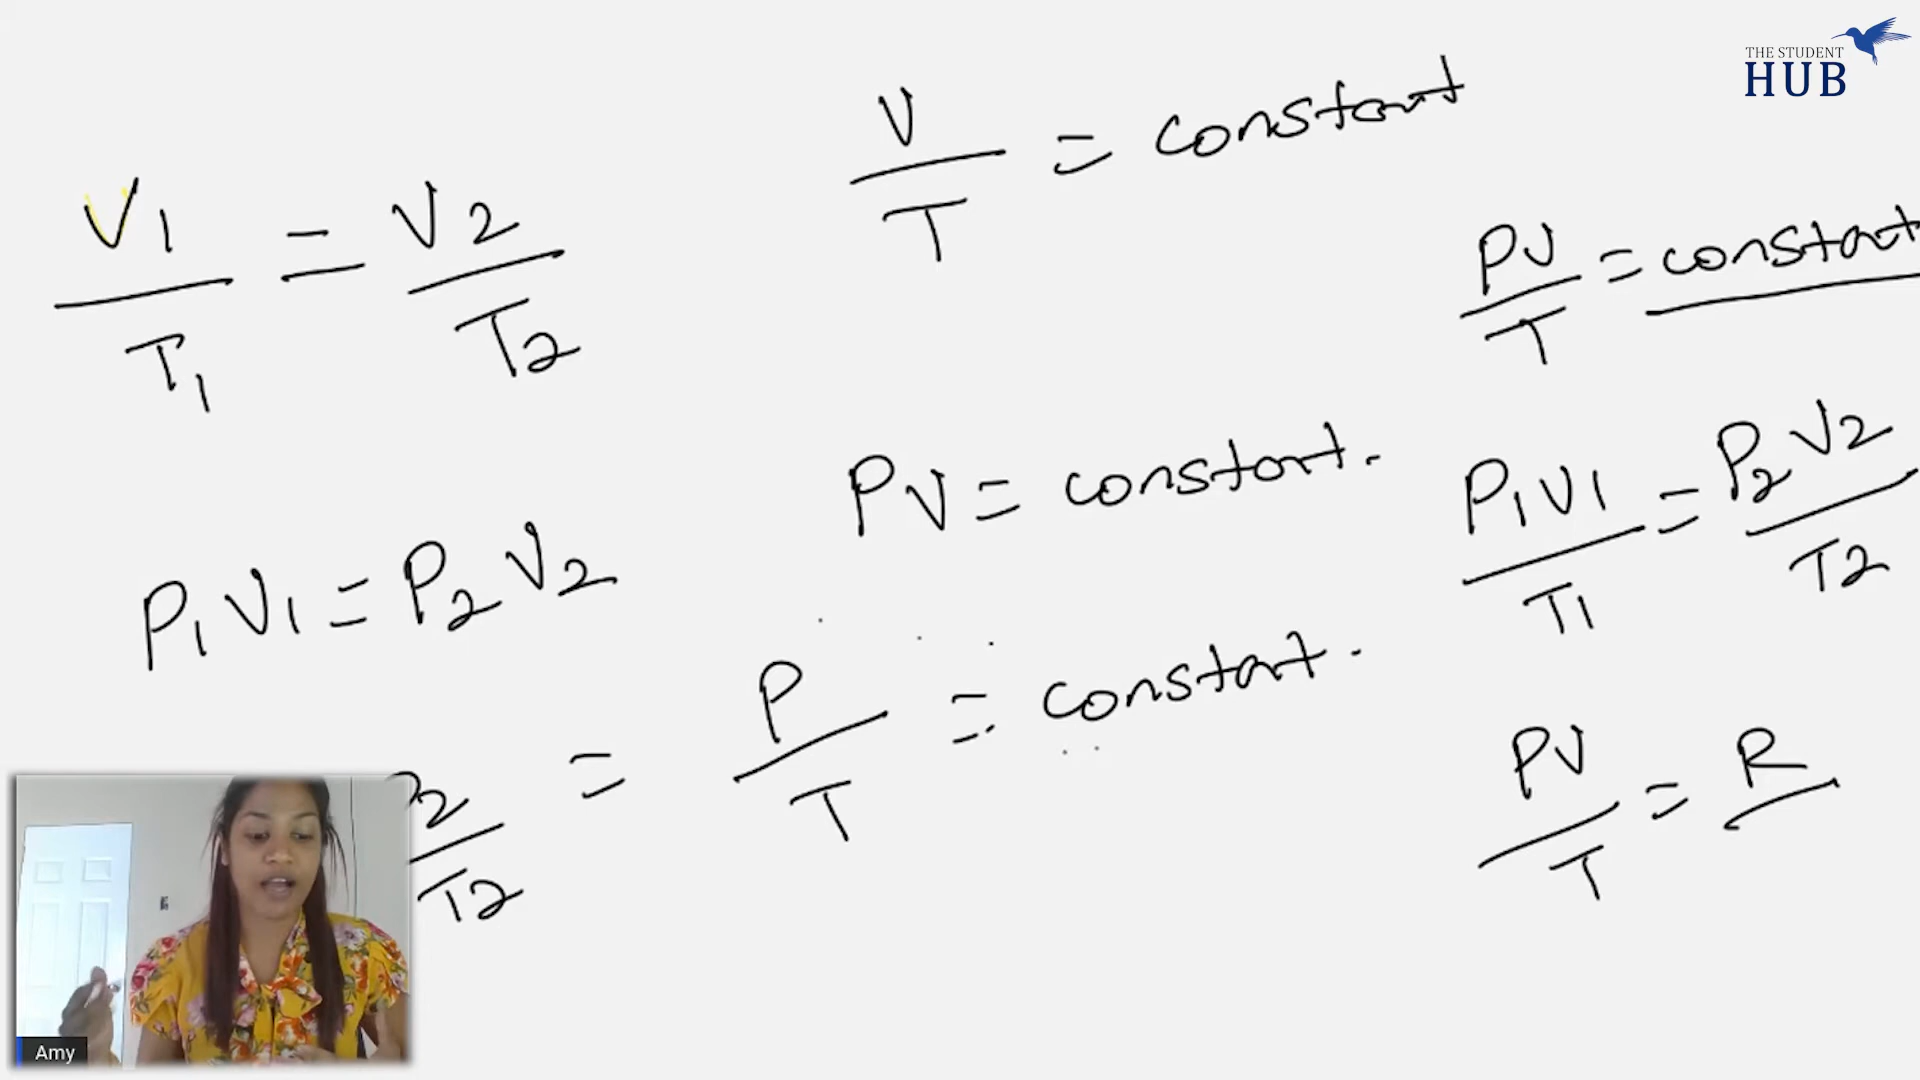 THE STUDENT
HUB
V1/T1 = V2/T2
V/T = constant
PV/T = constant
P1V1 = P2V2
PV = constant.
P1V1/T1 = P2V2/T2
P2/T2 = P/T = constant.
PV/T = R
Amy